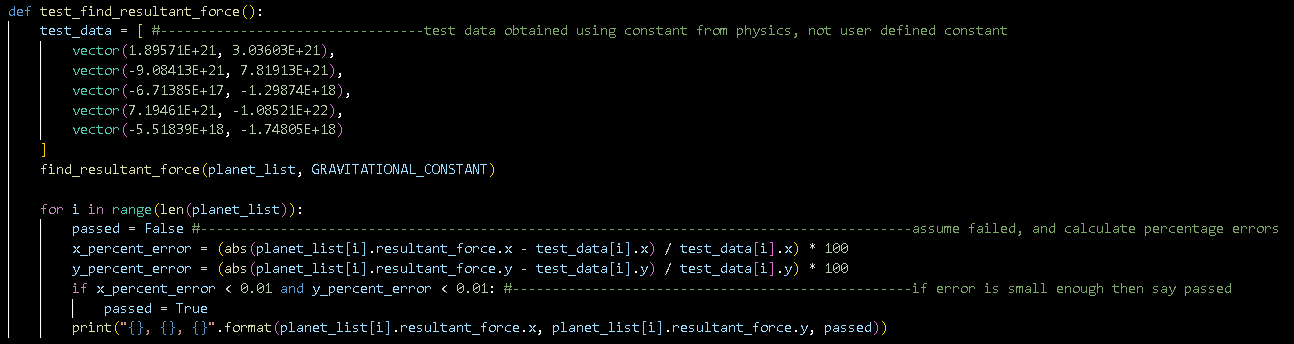 def test_find_resultant_force():
    test_data = [ #---------------------------------test data obtained using constant from physics, not user defined constant
        vector(1.89571E+21, 3.03603E+21),
        vector(-9.08413E+21, 7.81913E+21),
        vector(-6.71385E+17, -1.29874E+18),
        vector(7.19461E+21, -1.08521E+22),
        vector(-5.51839E+18, -1.74805E+18)
    ]
    find_resultant_force(planet_list, GRAVITATIONAL_CONSTANT)

    for i in range(len(planet_list)):
        passed = False #-----------------------------------------------------------------------------------------assume failed, and calculate percentage errors
        x_percent_error = (abs(planet_list[i].resultant_force.x - test_data[i].x) / test_data[i].x) * 100
        y_percent_error = (abs(planet_list[i].resultant_force.y - test_data[i].y) / test_data[i].y) * 100
        if x_percent_error < 0.01 and y_percent_error < 0.01: #--------------------------------------------------if error is small enough then say passed
            passed = True
        print("{}, {}, {}".format(planet_list[i].resultant_force.x, planet_list[i].resultant_force.y, passed))